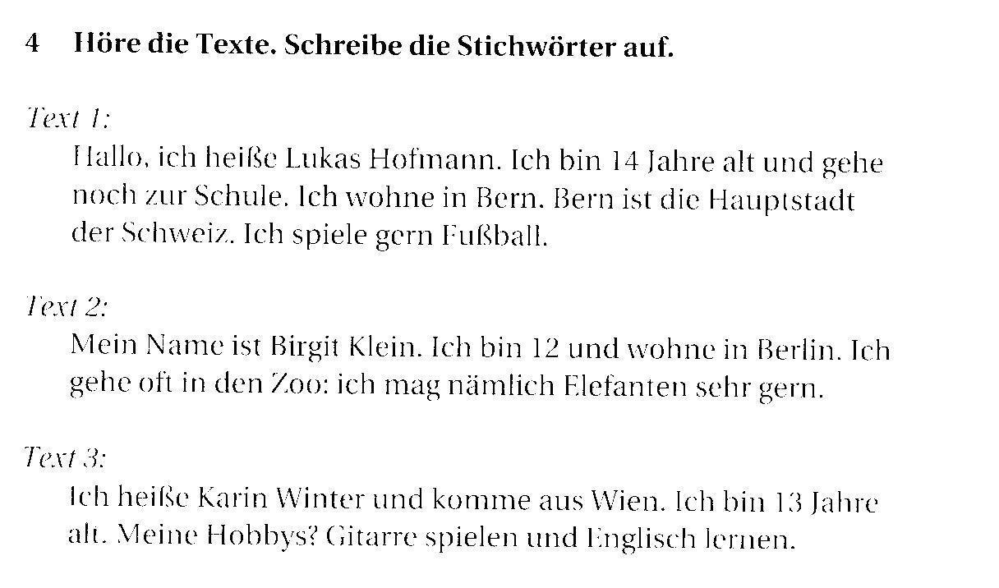 4 Höre die Texte. Schreibe die Stichwörter auf.
Text 1:
Hallo, ich heiße Lukas Hofmann. Ich bin 14 Jahre alt und gehe
noch zur Schule. Ich wohne in Bern. Bern ist die Hauptstadt
der Schweiz. Ich spiele gern Fußball.
Text 2:
Mein Name ist Birgit Klein. Ich bin 12 und wohne in Berlin. Ich
gehe oft in den Zoo: ich mag nämlich Elefanten sehr gern.
Text 3:
Ich heiße Karin Winter und komme aus Wien. Ich bin 13 Jahre
alt. Meine Hobbys? Gitarre spielen und Englisch lernen.